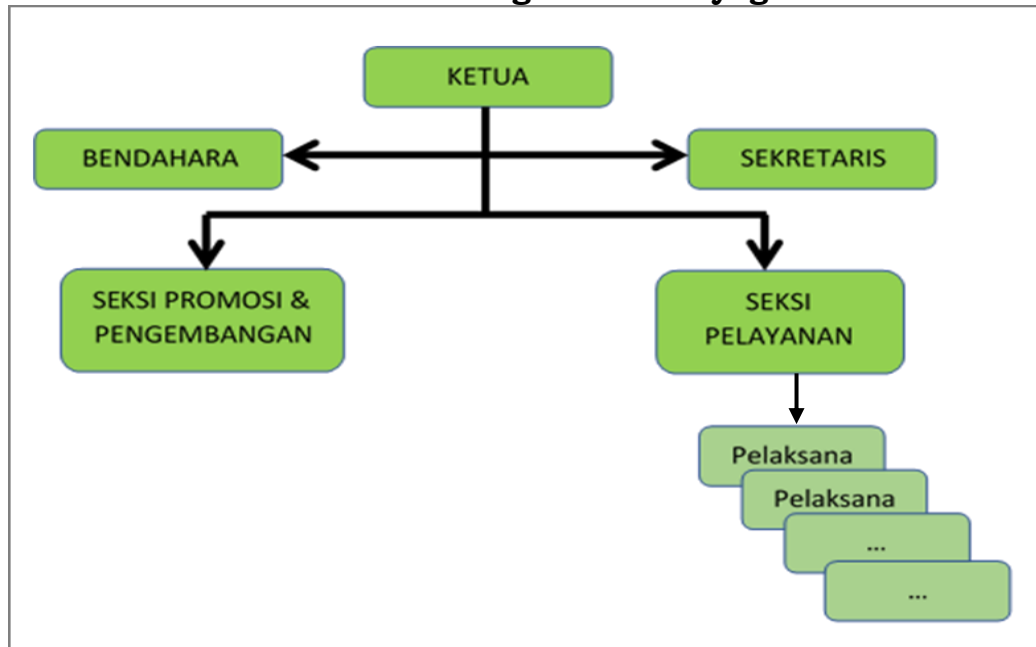 KETUA
BENDAHARA
SEKRETARIS
SEKSI PROMOSI &
PENGEMBANGAN
SEKSI
PELAYANAN
Pelaksana
Pelaksana
...
...